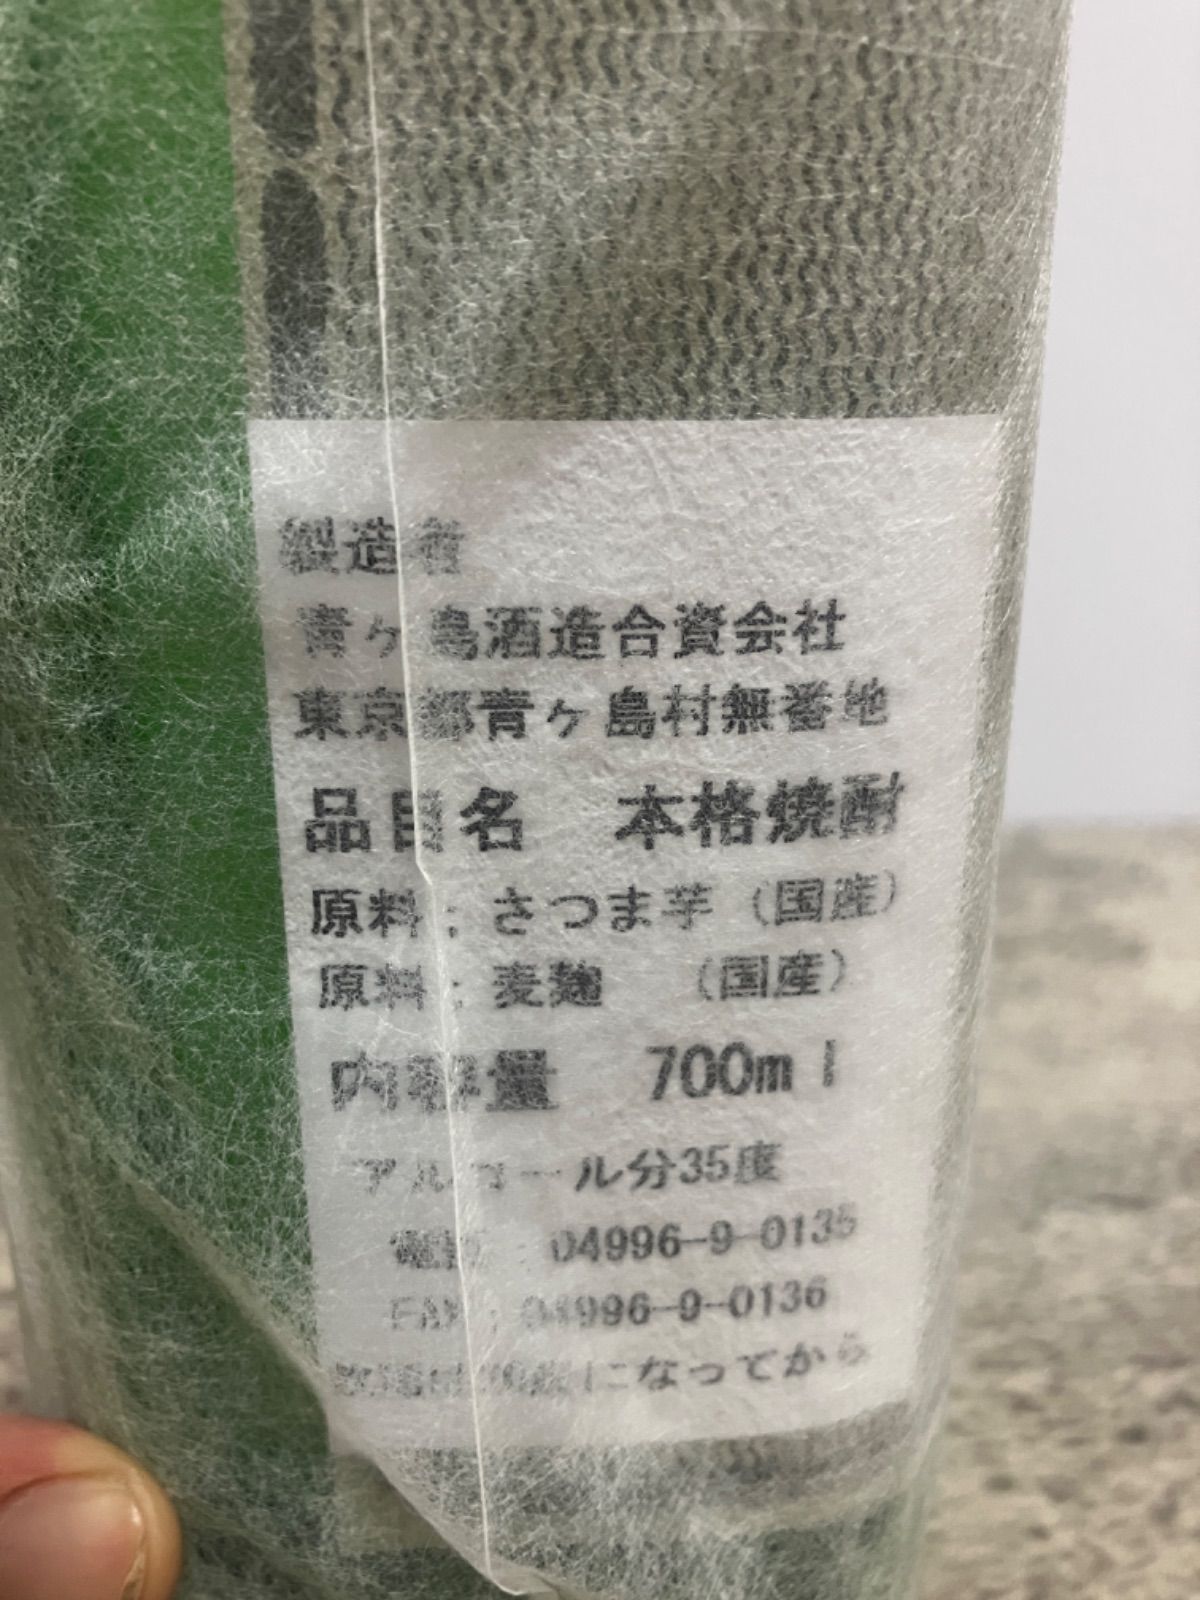 製造者
青ヶ島酒造合資会社
東京都青ヶ島村無番地
品目名　本格焼酎
原料；さつま芋（国産）
原料；麦麹　（国産）
内容量　700ml
アルコール分35度
電話：04996-9-0135
FAX：04996-9-0136
になってから